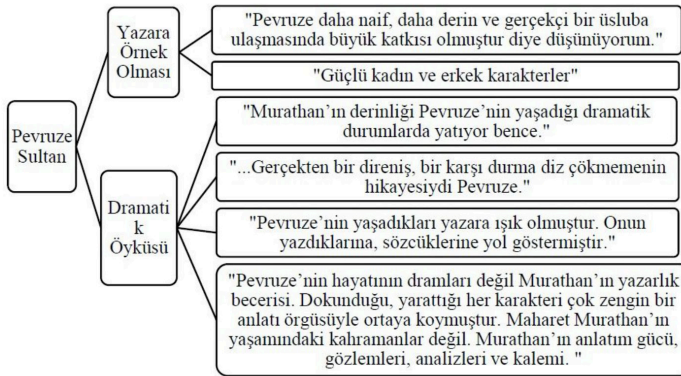 Pevruze
Sultan
Yazara
Örnek
Olması
"Pevruze daha naif, daha derin ve gerçekçi bir üsluba
ulaşmasında büyük katkısı olmuştur diye düşünüyorum."
"Güçlü kadın ve erkek karakterler"
Dramati
k
Öyküsü
"Murathan’ın derinliği Pevruze’nin yaşadığı dramatik
durumlarda yatıyor bence."
"...Gerçekten bir direniş, bir karşı durma diz çökmemenin
hikayesiydi Pevruze."
"Pevruze’nin yaşadıkları yazara ışık olmuştur. Onun
yazdıklarına, sözcüklerine yol göstermiştir."
"Pevruze’nin hayatının dramları değil Murathan’ın yazarlık
becerisi. Dokunduğu, yarattığı her karakteri çok zengin bir
anlatı örgüsüyle ortaya koymuştur. Maharet Murathan’ın
yaşamındaki kahramanlar değil. Murathan’ın anlatım gücü,
gözlemleri, analizleri ve kalemi. "